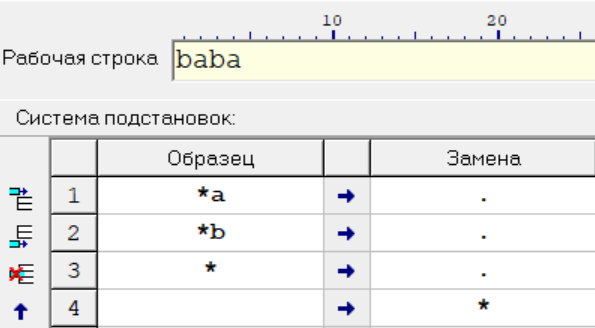 10 20
Рабочая строка baba
Система подстановок:
Образец Замена
1 *a → .
2 *b → .
3 * → .
4 → *